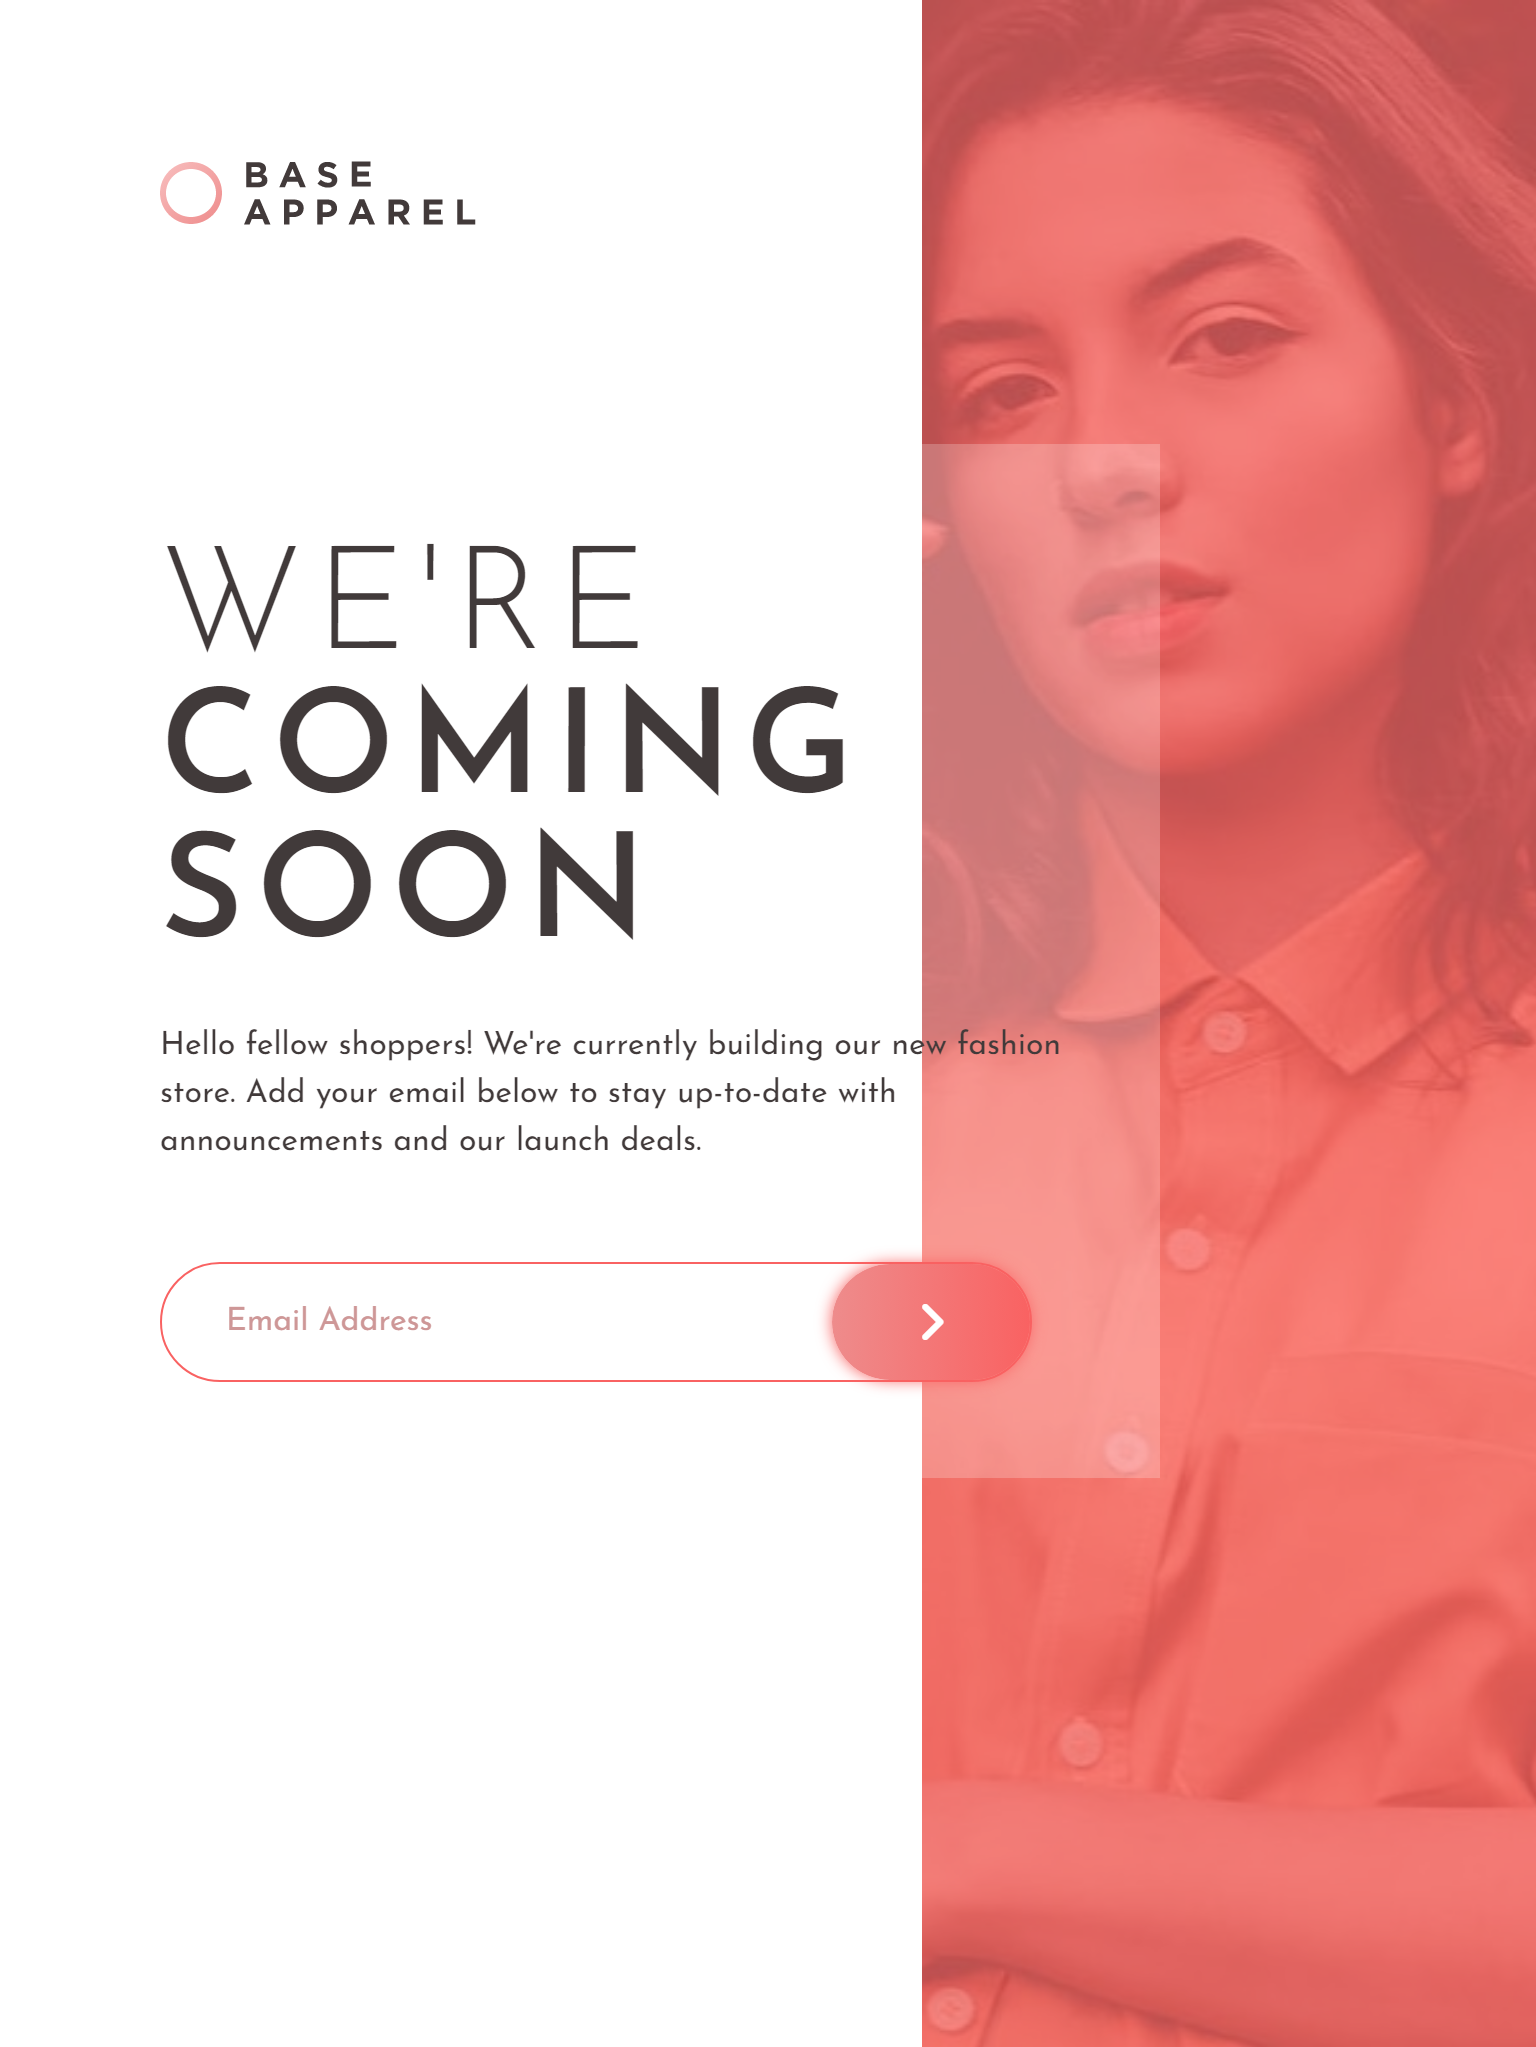 BASE
APPAREL
WE'RE
COMING
SOON
Hello fellow shoppers! We're currently building our new fashion
store. Add your email below to stay up-to-date with
announcements and our launch deals.
Email Address